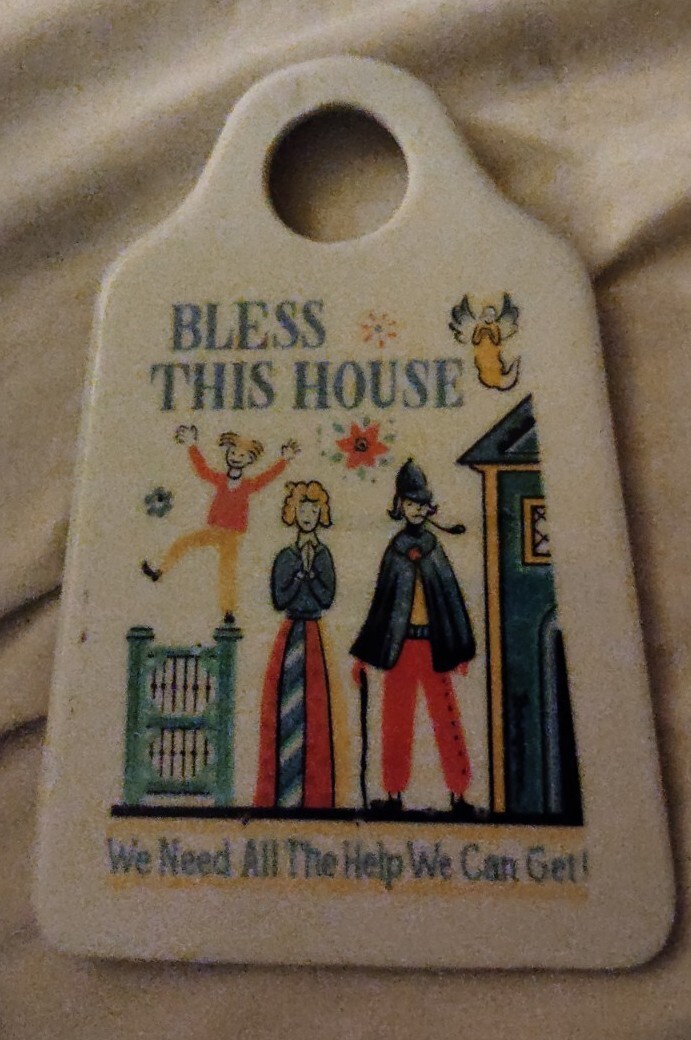 BLESS
THIS HOUSE
We Need All The Help We Can Get!